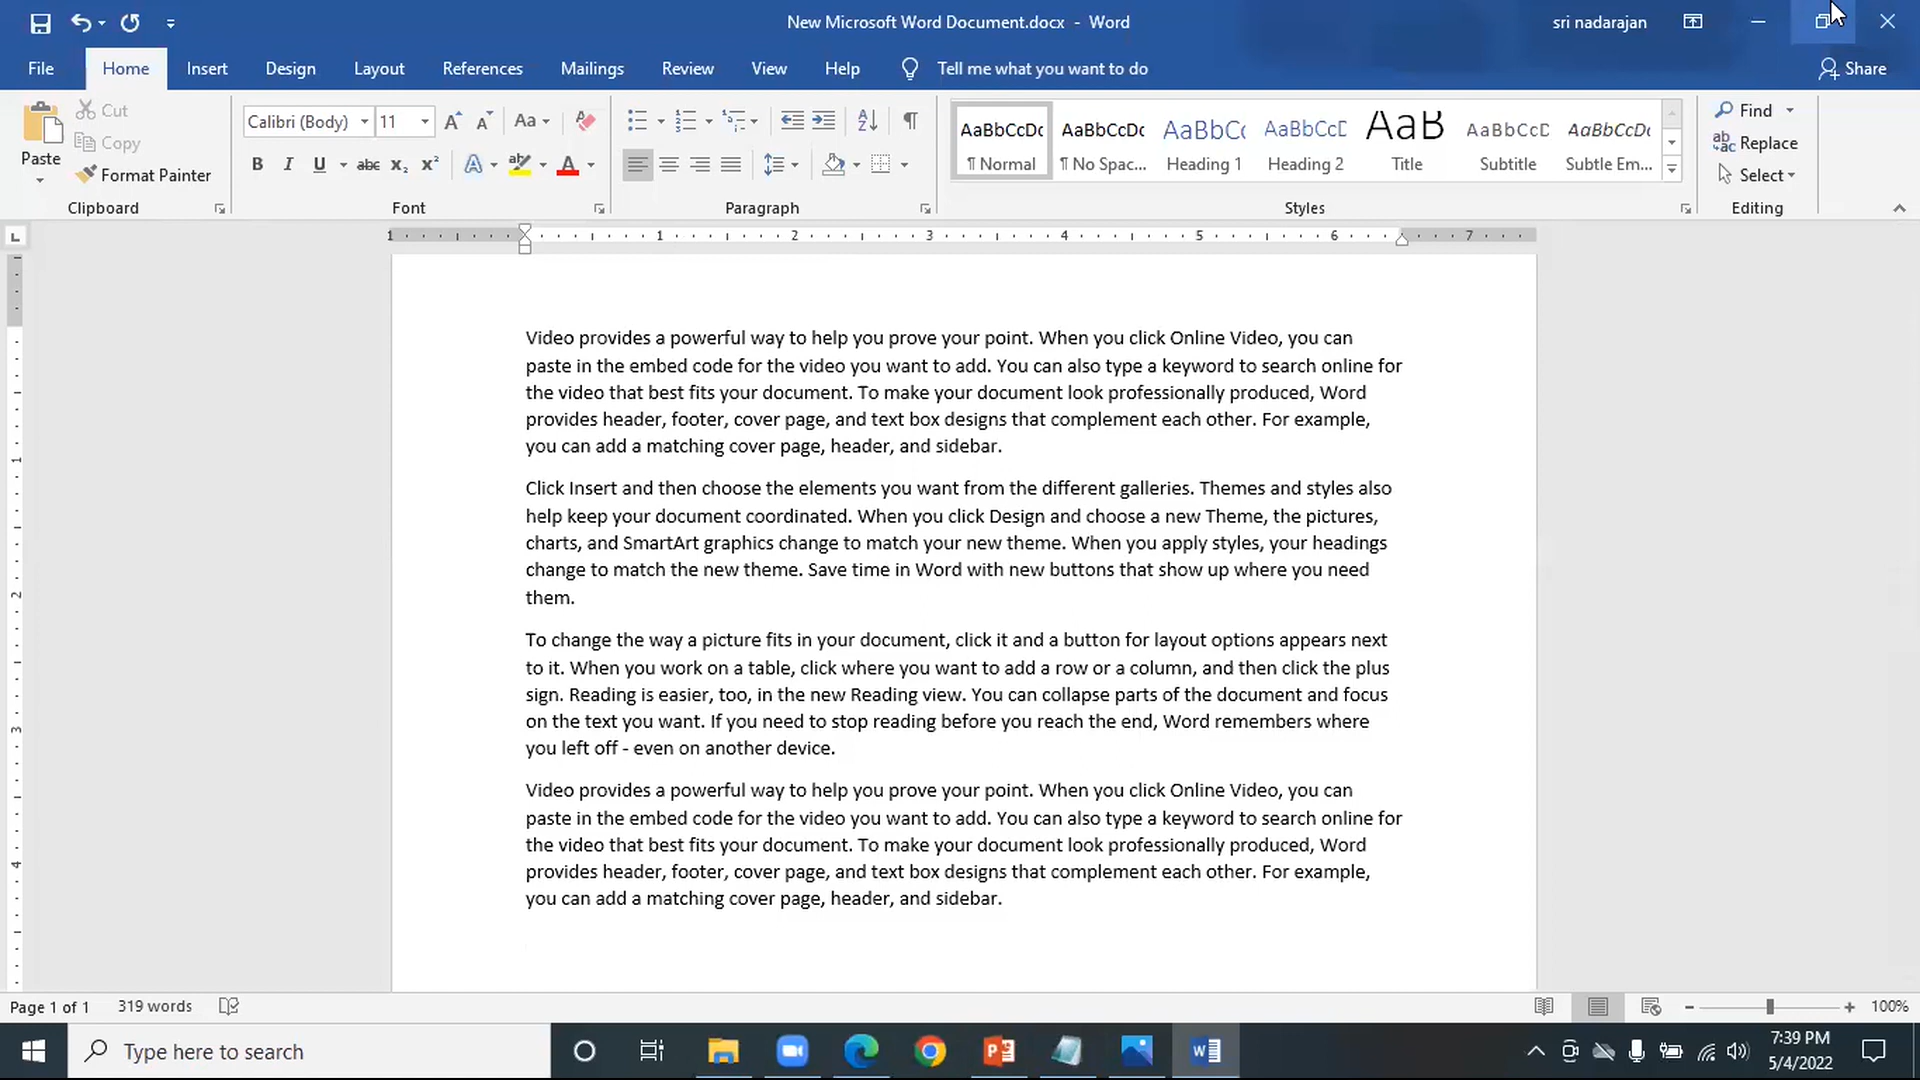 New Microsoft Word Document.docx - Word
sri nadarajan
File Home Insert Design Layout References Mailings Review View Help Tell me what you want to do Share
Paste
Cut
Copy
Format Painter
Clipboard
Calibri (Body) 11
Font
Paragraph
AaBbCcDc AaBbCcDc AaBbC AaBbCcD AaB AaBbCcD AaBbCcDc
¶ Normal ¶ No Spac... Heading 1 Heading 2 Title Subtitle Subtle Em...
Styles
Find
Replace
Select
Editing
1 1 2 3 4 5 6 7
Video provides a powerful way to help you prove your point. When you click Online Video, you can
paste in the embed code for the video you want to add. You can also type a keyword to search online for
the video that best fits your document. To make your document look professionally produced, Word
provides header, footer, cover page, and text box designs that complement each other. For example,
you can add a matching cover page, header, and sidebar.
Click Insert and then choose the elements you want from the different galleries. Themes and styles also
help keep your document coordinated. When you click Design and choose a new Theme, the pictures,
charts, and SmartArt graphics change to match your new theme. When you apply styles, your headings
change to match the new theme. Save time in Word with new buttons that show up where you need
them.
To change the way a picture fits in your document, click it and a button for layout options appears next
to it. When you work on a table, click where you want to add a row or a column, and then click the plus
sign. Reading is easier, too, in the new Reading view. You can collapse parts of the document and focus
on the text you want. If you need to stop reading before you reach the end, Word remembers where
you left off - even on another device.
Video provides a powerful way to help you prove your point. When you click Online Video, you can
paste in the embed code for the video you want to add. You can also type a keyword to search online for
the video that best fits your document. To make your document look professionally produced, Word
provides header, footer, cover page, and text box designs that complement each other. For example,
you can add a matching cover page, header, and sidebar.
Page 1 of 1 319 words 100%
Type here to search
7:39 PM
5/4/2022